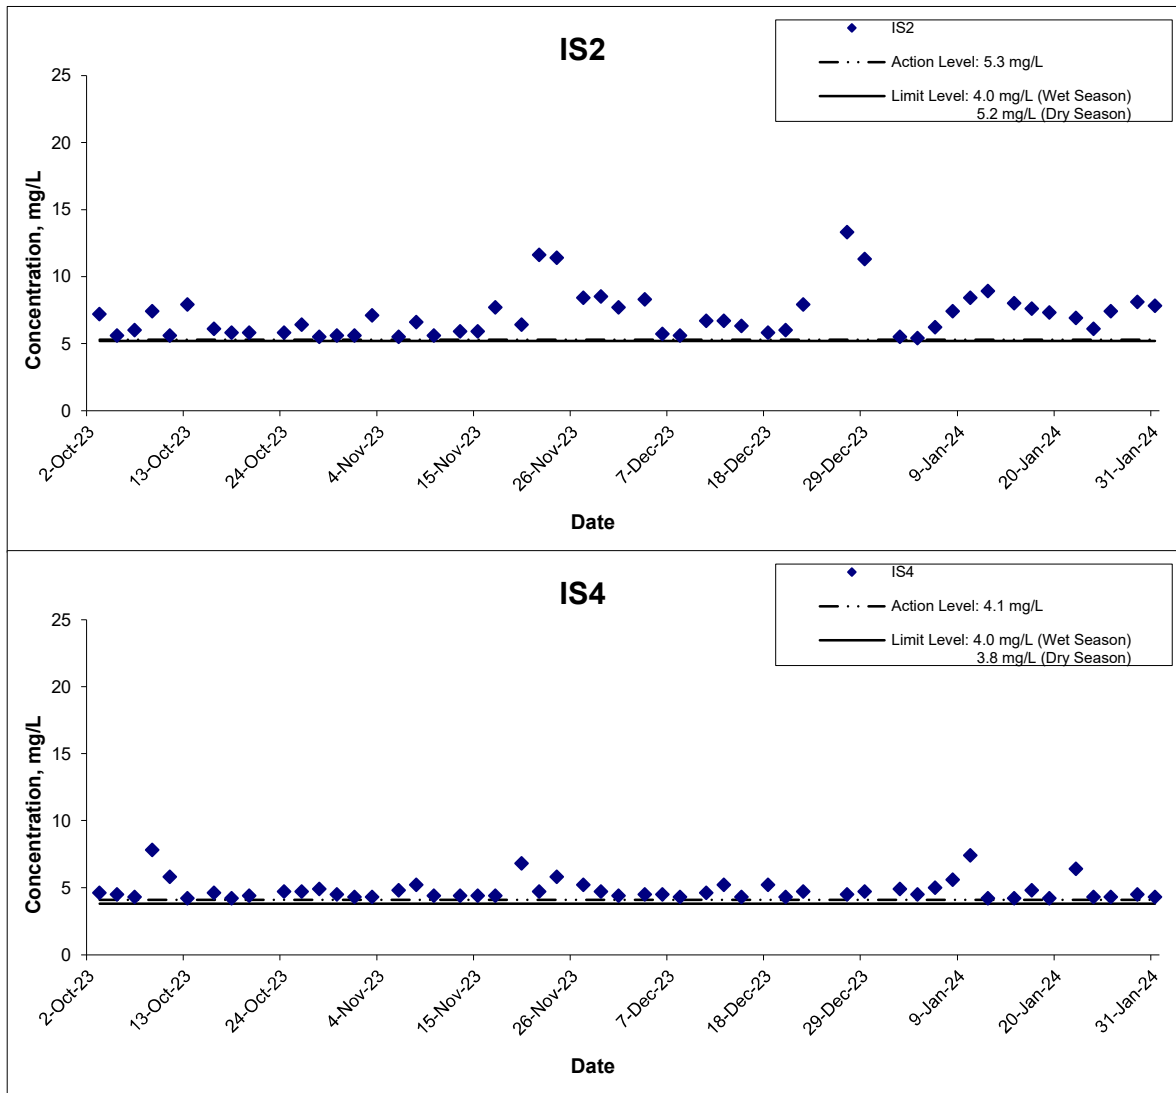 IS2
IS2
Action Level: 5.3 mg/L
Limit Level: 4.0 mg/L (Wet Season)
5.2 mg/L (Dry Season)
25
20
15
10
5
0
Concentration, mg/L
2-Oct-23
13-Oct-23
24-Oct-23
4-Nov-23
15-Nov-23
26-Nov-23
7-Dec-23
18-Dec-23
29-Dec-23
9-Jan-24
20-Jan-24
31-Jan-24
Date
IS4
IS4
Action Level: 4.1 mg/L
Limit Level: 4.0 mg/L (Wet Season)
3.8 mg/L (Dry Season)
25
20
15
10
5
0
Concentration, mg/L
2-Oct-23
13-Oct-23
24-Oct-23
4-Nov-23
15-Nov-23
26-Nov-23
7-Dec-23
18-Dec-23
29-Dec-23
9-Jan-24
20-Jan-24
31-Jan-24
Date